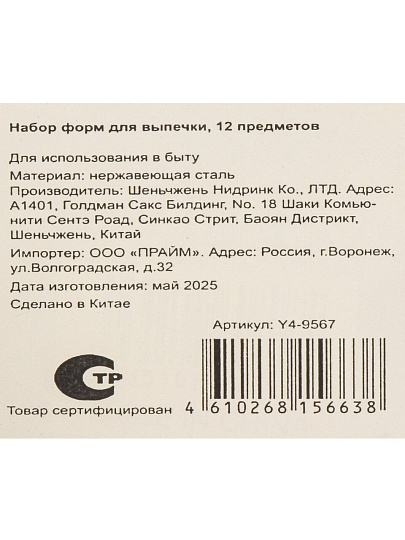 Набор форм для выпечки, 12 предметов
Для использования в быту
Материал: нержавеющая сталь
Производитель: Шеньчжень Нидринк Ко., ЛТД. Адрес:
А1401, Голдман Сакс Билдинг, No. 18 Шаки Комью-
нити Сентэ Роад, Синкао Стрит, Баоян Дистрикт,
Шеньчжень, Китай
Импортер: ООО «ПРАЙМ». Адрес: Россия, г.Воронеж,
ул.Волгоградская, д.32
Дата изготовления: май 2025
Сделано в Китае
Артикул: Y4-9567
СТР
Товар сертифицирован
4 610268 156638